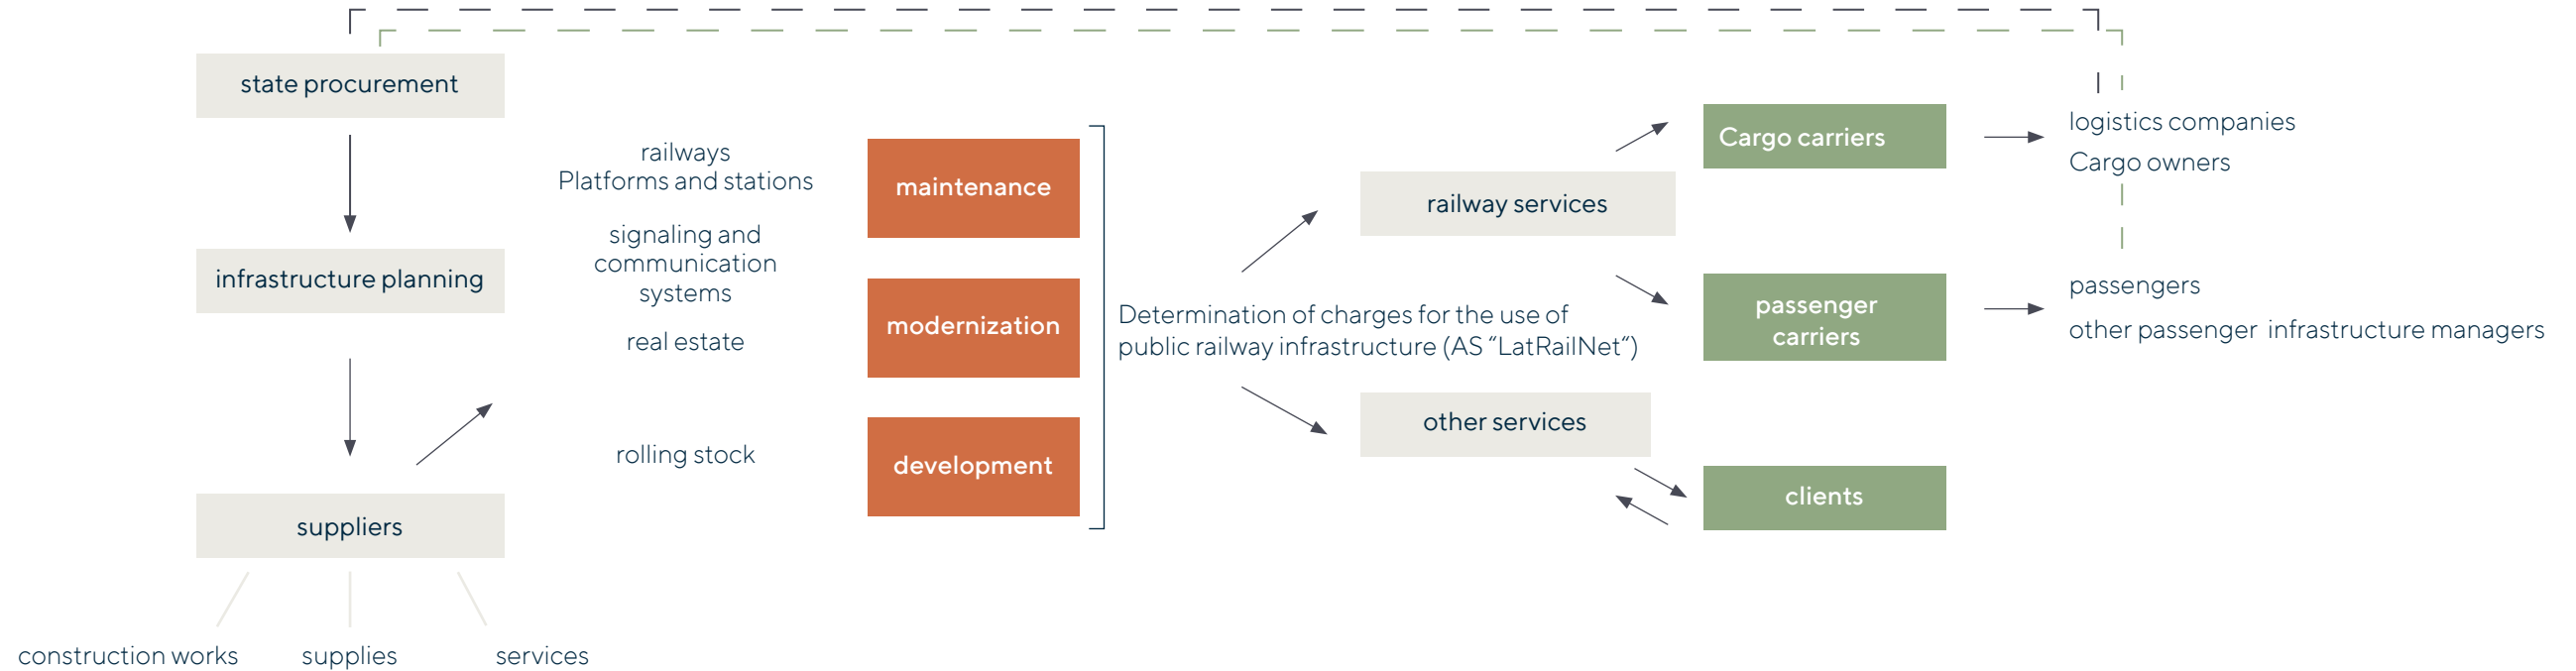 state procurement
infrastructure planning
suppliers
construction works
supplies
services
railways
Platforms and stations
signaling and
communication
systems
real estate
rolling stock
maintenance
modernization
development
Determination of charges for the use of
public railway infrastructure (AS “LatRailNet“)
railway services
other services
Cargo carriers
passenger
carriers
clients
logistics companies
Cargo owners
passengers
other passenger infrastructure managers